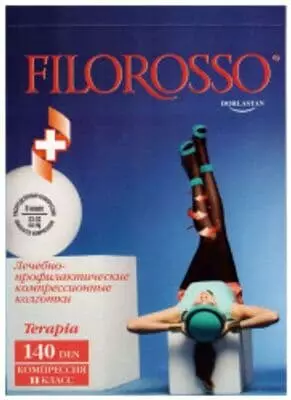 FILOROSSO®
DORLASTAN
Лечебно-
профилактические
компрессионные
колготки
Terapia
140 DEN
КОМПРЕССИЯ
II КЛАСС